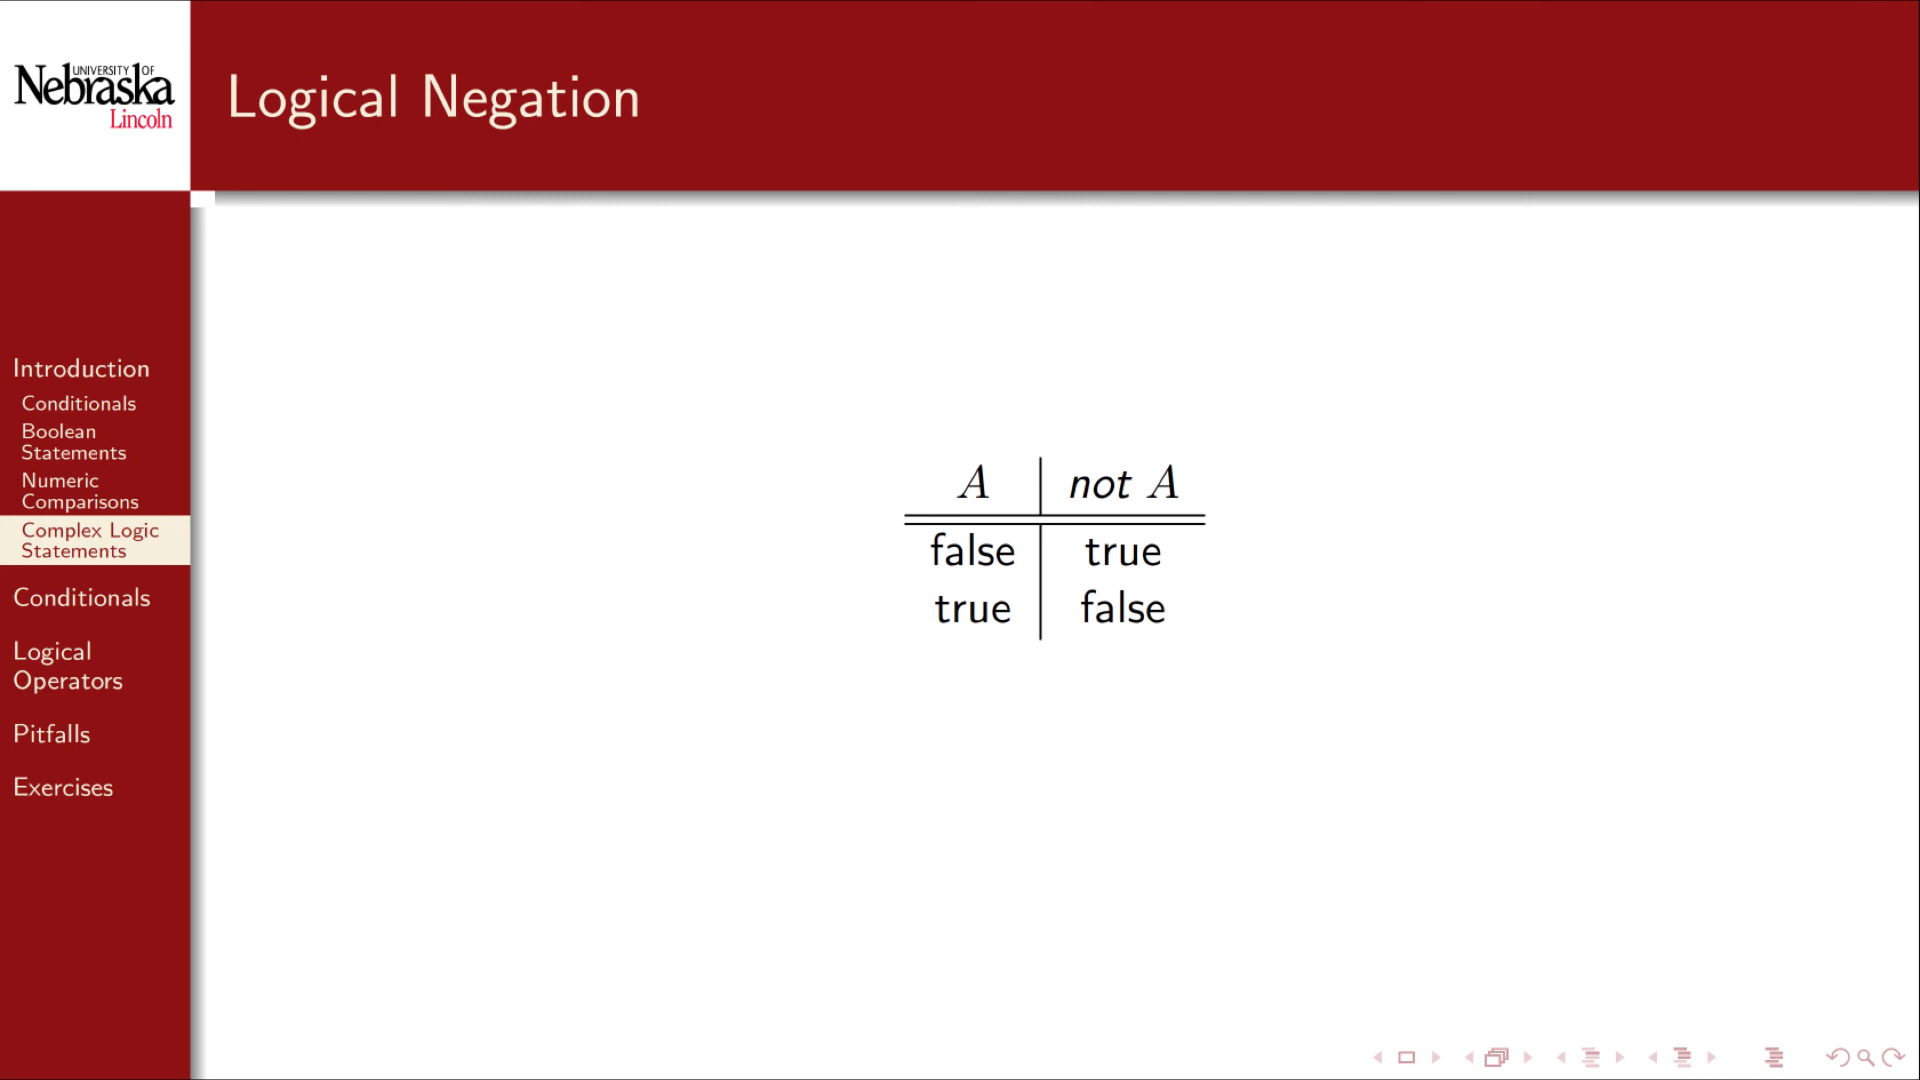 UNIVERSITY OF
Nebraska
Lincoln
Logical Negation
Introduction
Conditionals
Boolean
Statements
Numeric
Comparisons
Complex Logic
Statements
Conditionals
Logical
Operators
Pitfalls
Exercises
A not A
false true
true false